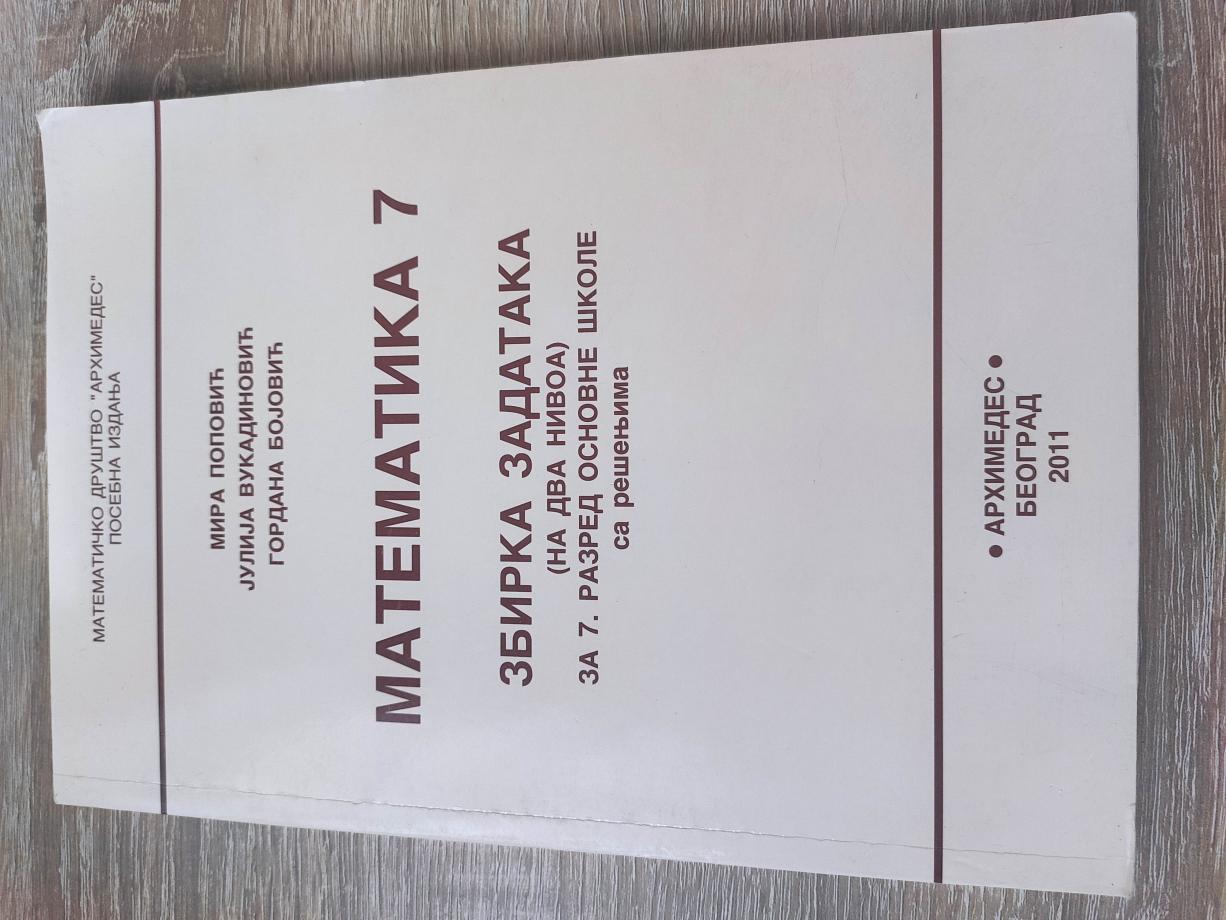 МАТЕМАТИЧКО ДРУШТВО "АРХИМЕДЕС"
ПОСЕБНА ИЗДАЊА
МИРА ПОПОВИЋ
ЈУЛИЈА ВУКАДИНОВИЋ
ГОРДАНА БОЈОВИЋ
МАТЕМАТИКА 7
ЗБИРКА ЗАДАТАКА
(НА ДВА НИВОА)
ЗА 7. РАЗРЕД ОСНОВНЕ ШКОЛЕ
са решењима
● АРХИМЕДЕС ●
БЕОГРАД
2011